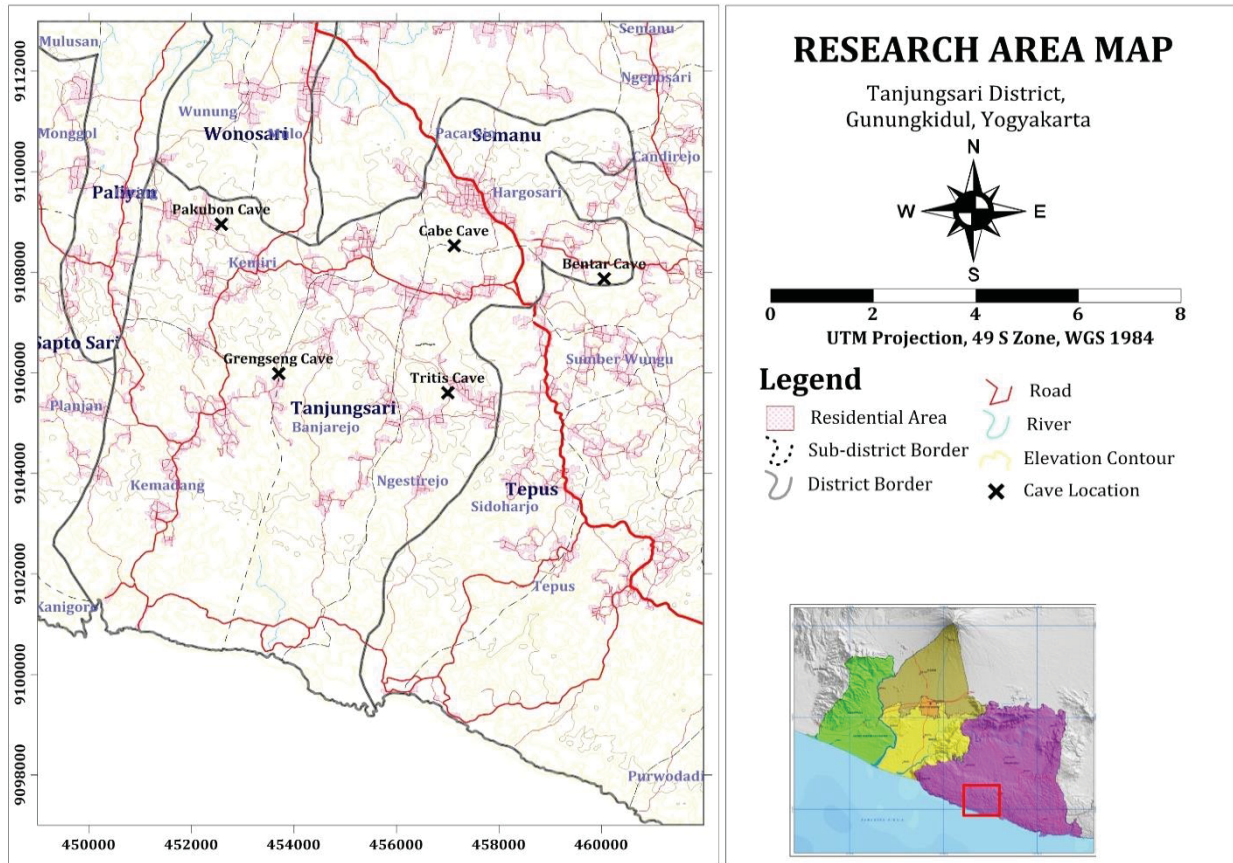 Mulusan
Semanu
Ngeposari
Wunung
Wonosari
Mulo
Monggol
Semanu
Candirejo
Paliyan
Hargosari
Pakubon Cave
Cabe Cave
Kemiri
Bentar Cave
Sapto Sari
Grengseng Cave
Sumber Wungu
Tritis Cave
Planjan
Tanjungsari
Banjarejo
Kemadang
Ngestirejo
Tepus
Sidoharjo
Tepus
Kanigoro
Purwodadi
9112000
9110000
9108000
9106000
9104000
9102000
9100000
9098000
450000 452000 454000 456000 458000 460000
RESEARCH AREA MAP
Tanjungsari District,
Gunungkidul, Yogyakarta
N
W E
S
0 2 4 6 8
UTM Projection, 49 S Zone, WGS 1984
Legend
Residential Area
Sub-district Border
District Border
Road
River
Elevation Contour
Cave Location